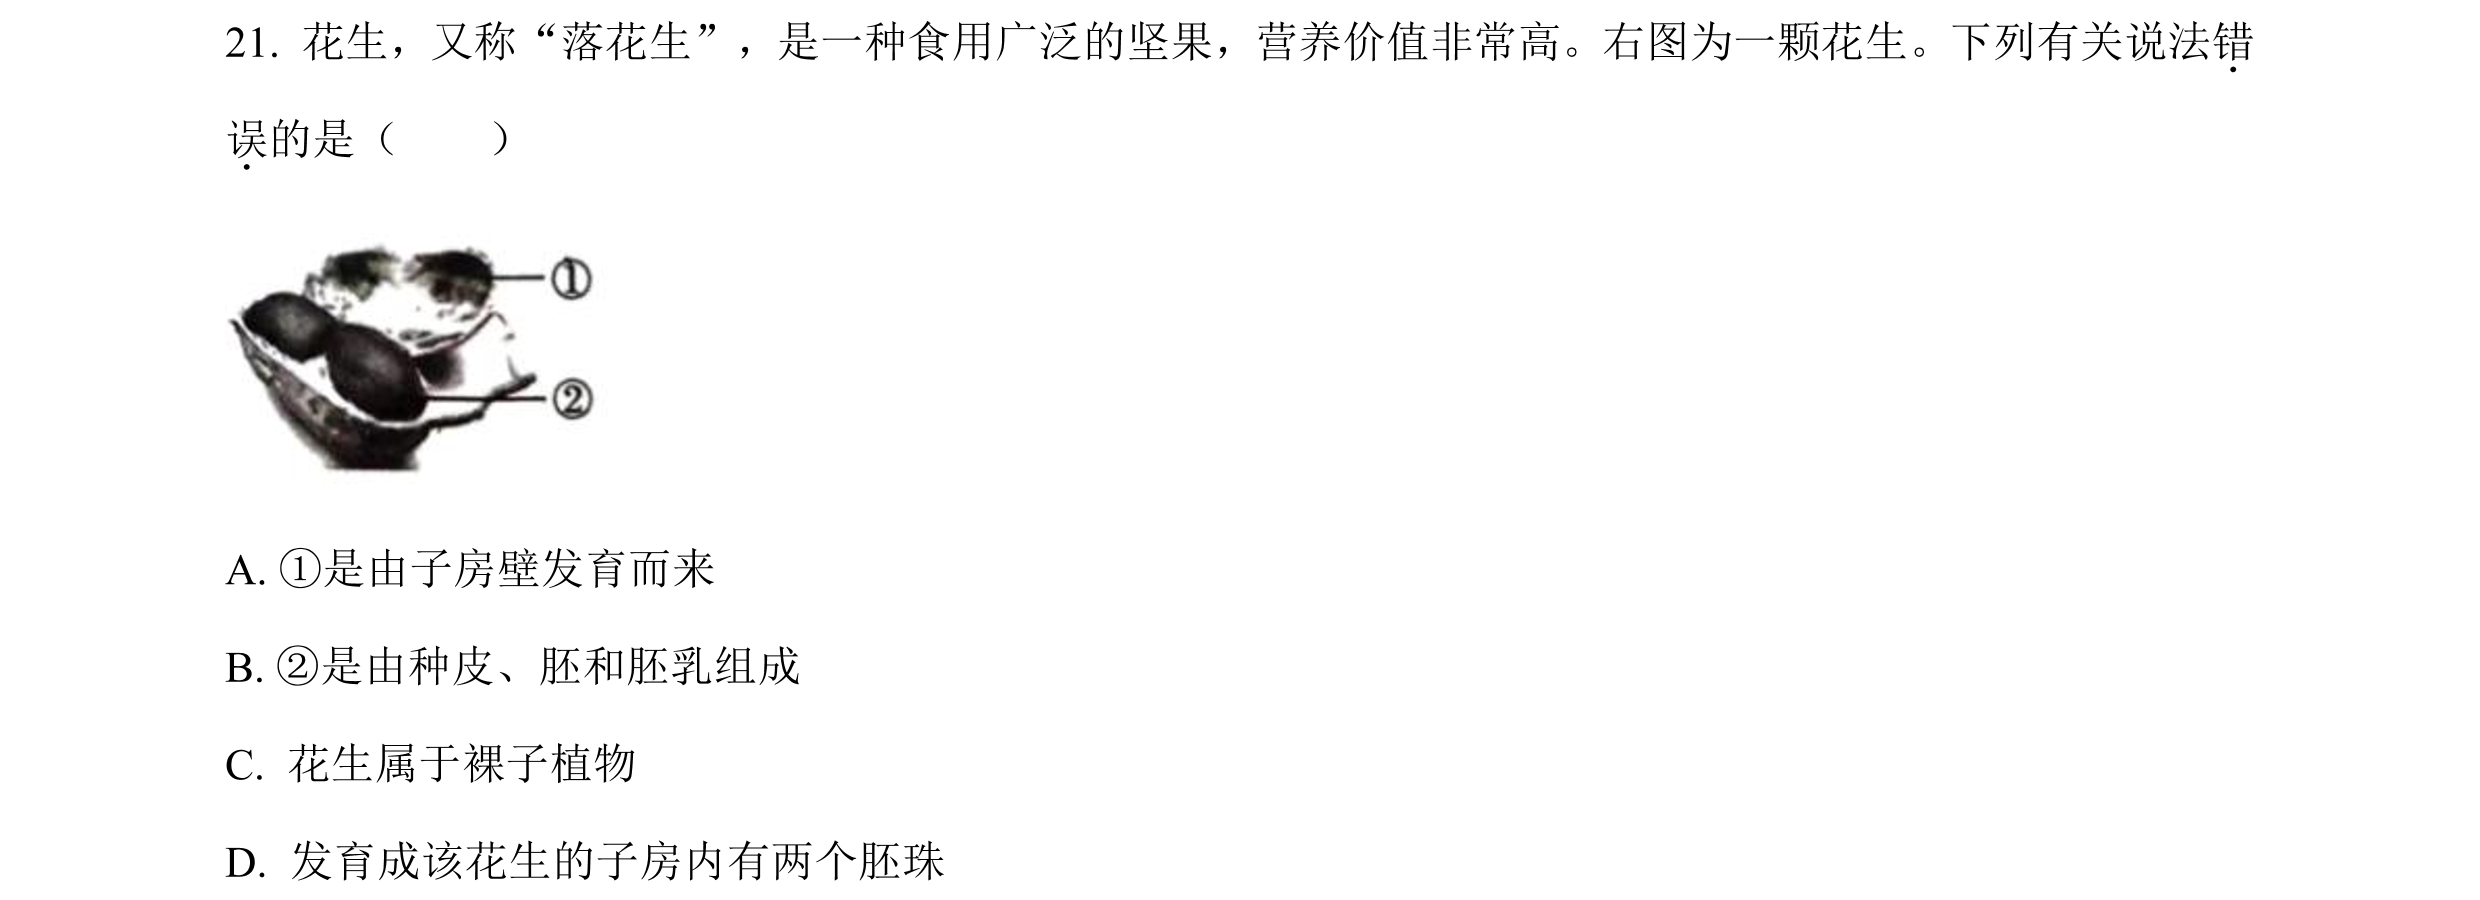 21. 花生，又称“落花生”，是一种食用广泛的坚果，营养价值非常高。右图为一颗花生。下列有关说法错
误的是（　　）
①
②
A. ①是由子房壁发育而来
B. ②是由种皮、胚和胚乳组成
C. 花生属于裸子植物
D. 发育成该花生的子房内有两个胚珠